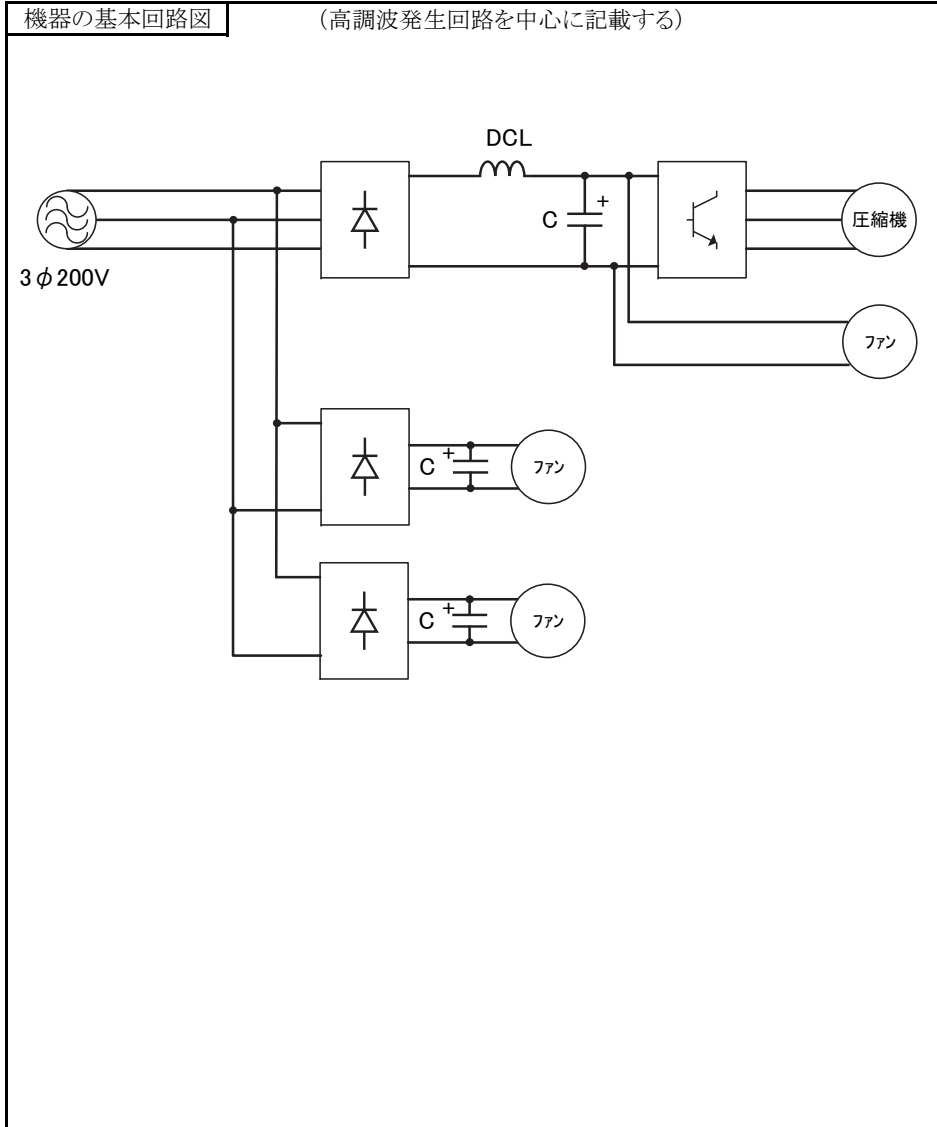 機器の基本回路図 (高調波発生回路を中心に記載する)
DCL
C +
圧縮機
3φ200V
ファン
C + ファン
C + ファン